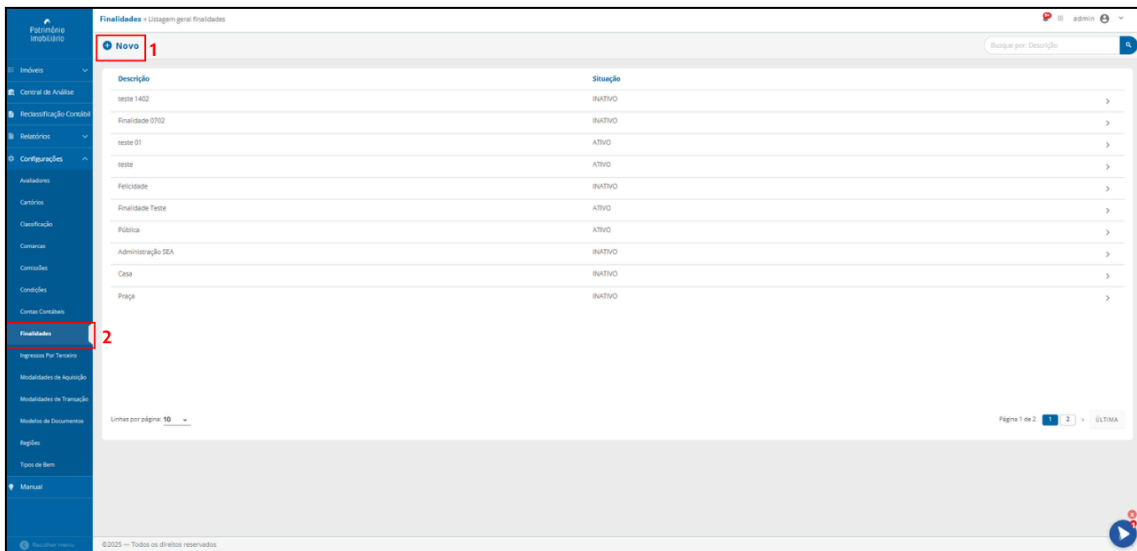 Patrimônio
Imobiliário
Imóveis
Central de Análise
Reclassificação Contábil
Relatórios
Configurações
Avaliadores
Cartórios
Classificação
Comarcas
Comissões
Condições
Contas Contábeis
Finalidades
2
Ingressos Por Terceiro
Modalidades de Aquisição
Modalidades de Transação
Modelos de Documentos
Regiões
Tipos de Bem
Manual
Recolher menu
Finalidades » Listagem geral finalidades
admin
Novo
1
Busque por: Descrição
Descrição Situação
teste 1402 INATIVO
Finalidade 0702 INATIVO
teste 01 ATIVO
teste ATIVO
Felicidade INATIVO
Finalidade Teste ATIVO
Pública ATIVO
Administração SEA INATIVO
Casa INATIVO
Praça INATIVO
Linhas por página: 10 Página 1 de 2 1 2 > ÚLTIMA
©2025 — Todos os direitos reservados